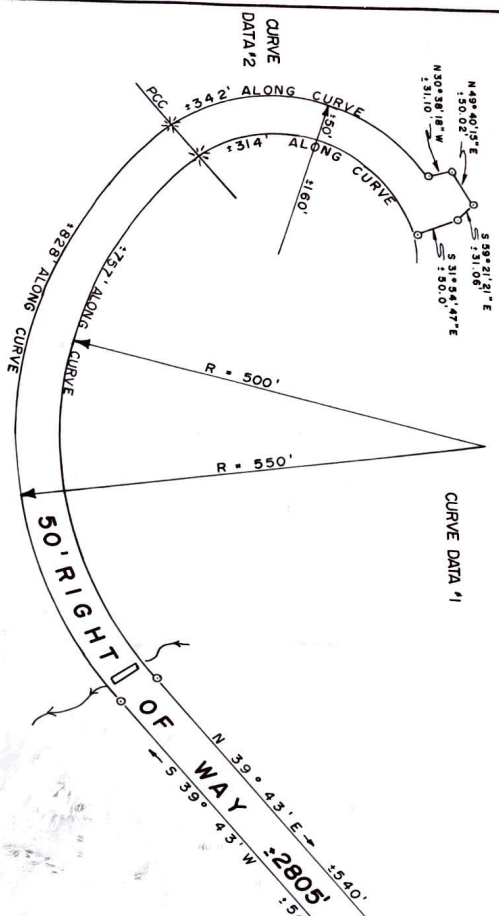 CURVE
DATA #2
±342' ALONG CURVE
PCC
±314' ALONG CURVE
±50'
±160'
N 30° 38' 18" W
±31.10'
N 49° 40' 15" E
±50.02'
S 59° 21' 21" E
±31.06'
S 31° 54' 47" E
±50.0'
±828' ALONG CURVE
±757' ALONG CURVE
R = 500'
R = 550'
CURVE DATA #1
50' RIGHT OF WAY ±2805'
N 39° 43' E ±540'
S 39° 43' W